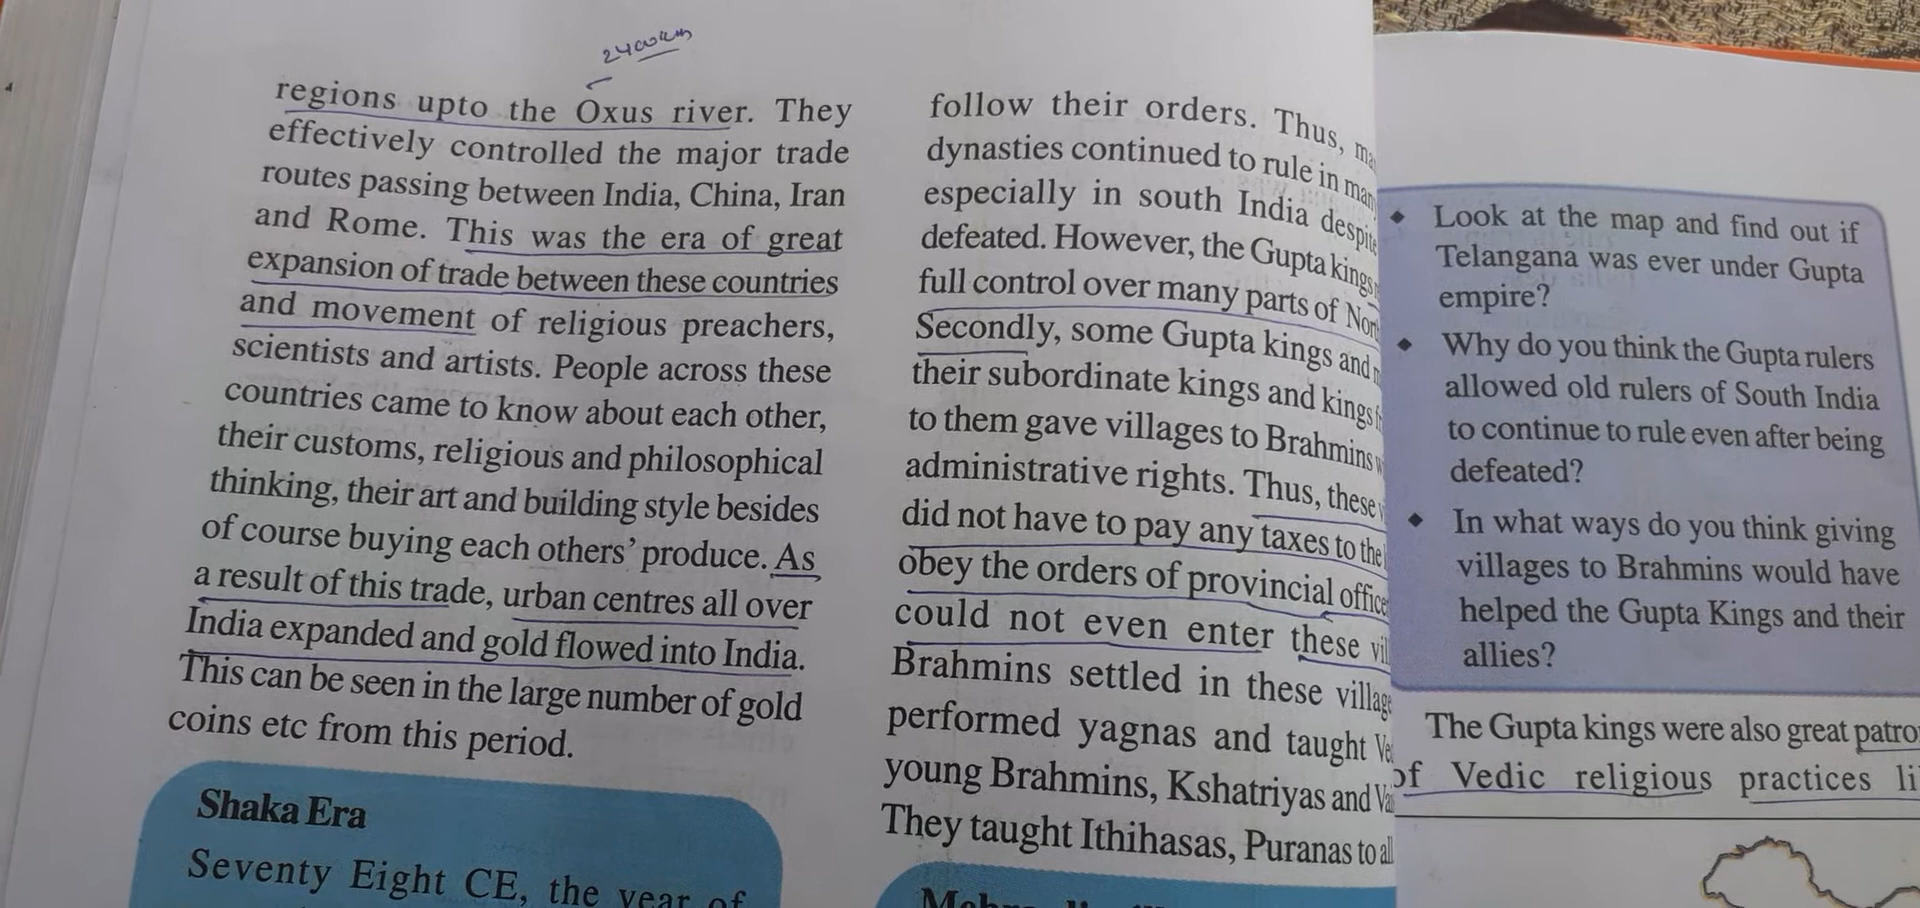 2400km
regions upto the Oxus river. They
effectively controlled the major trade
routes passing between India, China, Iran
and Rome. This was the era of great
expansion of trade between these countries
and movement of religious preachers,
scientists and artists. People across these
countries came to know about each other,
their customs, religious and philosophical
thinking, their art and building style besides
of course buying each others' produce. As
a result of this trade, urban centres all over
India expanded and gold flowed into India.
This can be seen in the large number of gold
coins etc from this period.
Shaka Era
Seventy Eight CE, the year of
follow their orders. Thus,
dynasties continued to rule in
especially in south India despite
defeated. However, the Gupta kings
full control over many parts of
Secondly, some Gupta kings and
their subordinate kings and kings
to them gave villages to Brahmins
administrative rights. Thus, these
did not have to pay any taxes to the
obey the orders of provincial
could not even enter these
Brahmins settled in these
performed yagnas and taught
young Brahmins, Kshatriyas and
They taught Ithihasas, Puranas to
Look at the map and find out if
Telangana was ever under Gupta
empire?
Why do you think the Gupta rulers
allowed old rulers of South India
to continue to rule even after being
defeated?
In what ways do you think giving
villages to Brahmins would have
helped the Gupta Kings and their
allies?
The Gupta kings were also great
of Vedic religious practices